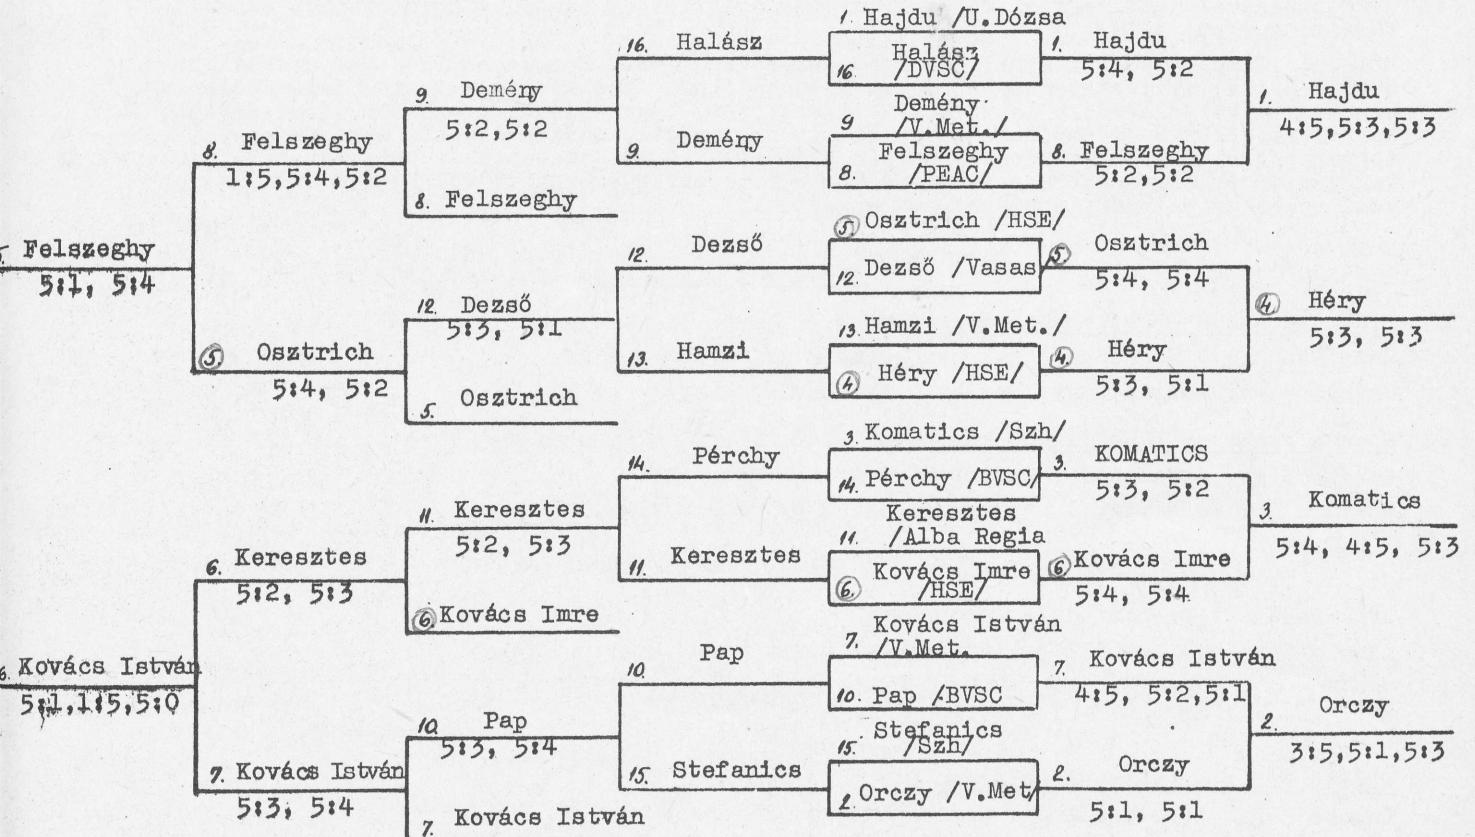 1. Hajdu /U.Dózsa
16. Halász
1. Hajdu
Halász
16. /DVSC/
5:4, 5:2
9. Demény
Demény
1. Hajdu
5:2,5:2
9 /V.Met./
4:5,5:3,5:3
8. Felszeghy
9. Demény
Felszeghy
8. Felszeghy
1:5,5:4,5:2
8. /PEAC/
5:2,5:2
8. Felszeghy
5. Osztrich /HSE/
Felszeghy
12. Dezső
5. Osztrich
5:1, 5:4
12. Dezső /Vasas
5:4, 5:4
12. Dezső
4. Héry
5:3, 5:1
13. Hamzi /V.Met./
5:3, 5:3
5. Osztrich
13. Hamzi
4. Héry
5:4, 5:2
4 Héry /HSE/
5:3, 5:1
5. Osztrich
3. Komatics /Szh/
14. Pérchy
3. KOMATICS
14. Pérchy /BVSC/
5:3, 5:2
11. Keresztes
Keresztes
3. Komatics
5:2, 5:3
11. /Alba Regia
5:4, 4:5, 5:3
6. Keresztes
11. Keresztes
6 Kovács Imre
5:2, 5:3
Kovács Imre
6. /HSE/
5:4, 5:4
6. Kovács Imre
Kovács István
7. /V.Met.
6. Kovács István
10. Pap
7. Kovács István
5:1,1:5,5:0
10. Pap /BVSC
4:5, 5:2,5:1
10. Pap
Stefanics
2. Orczy
5:3, 5:4
15. /Szh/
3:5,5:1,5:3
7. Kovács István
15. Stefanics
2. Orczy
5:3, 5:4
2. Orczy /V.Met/
5:1, 5:1
7. Kovács István